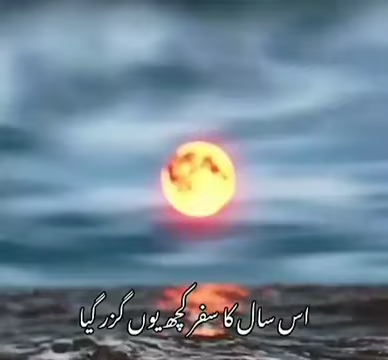 اس سال کا سفر کچھ یوں گزر گیا